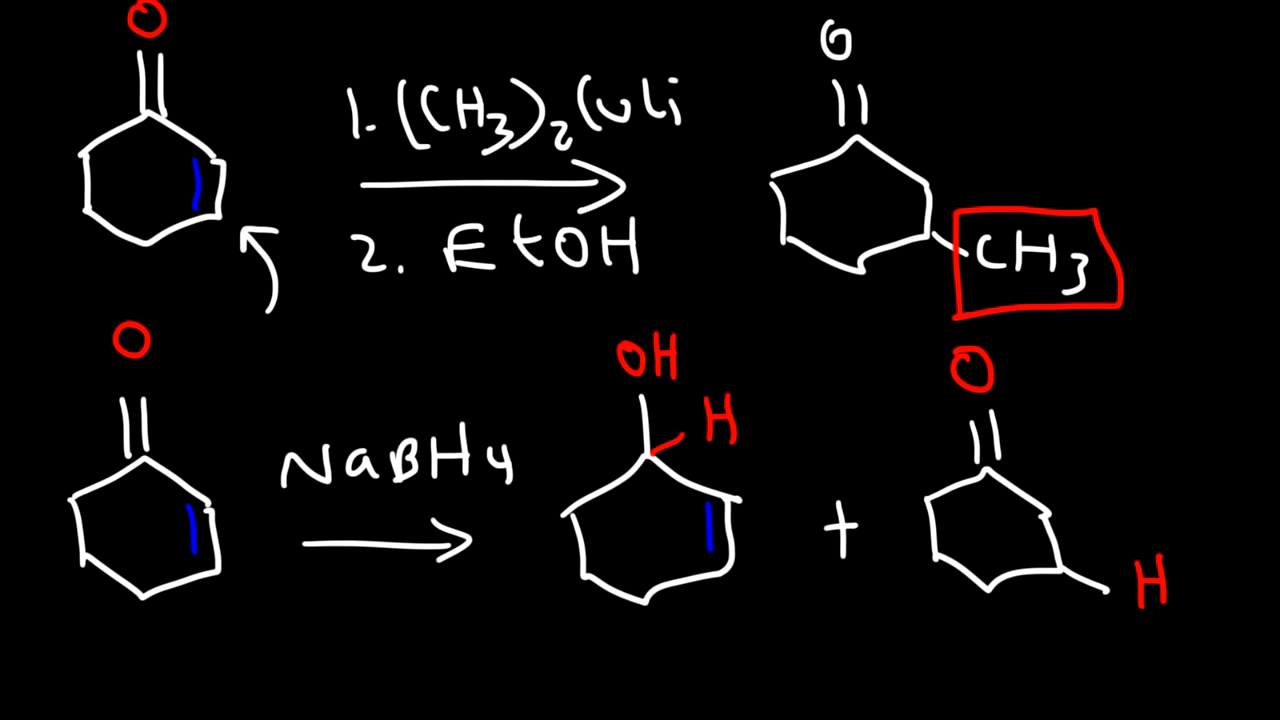 O
1. (CH3)2CuLi
2. EtOH
O
CH3
O
NaBH4
OH
H
+
O
H